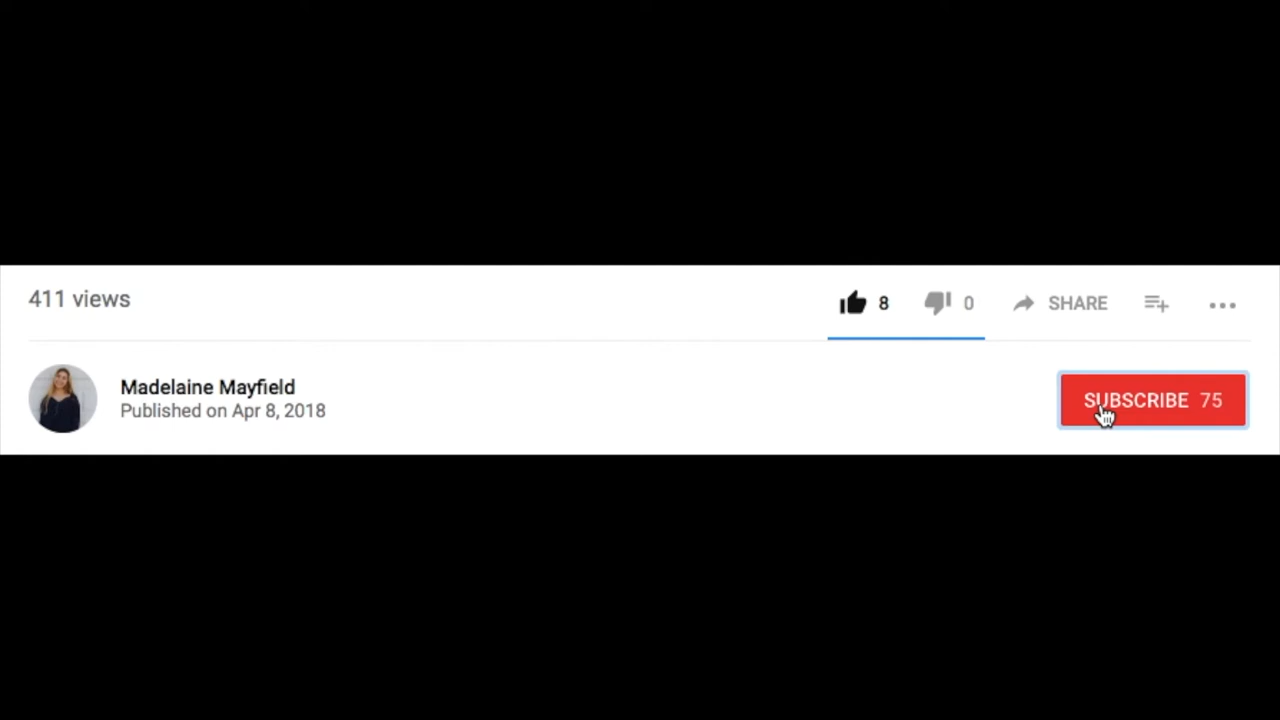 411 views
8
0
SHARE
Madelaine Mayfield
Published on Apr 8, 2018
SUBSCRIBE 75